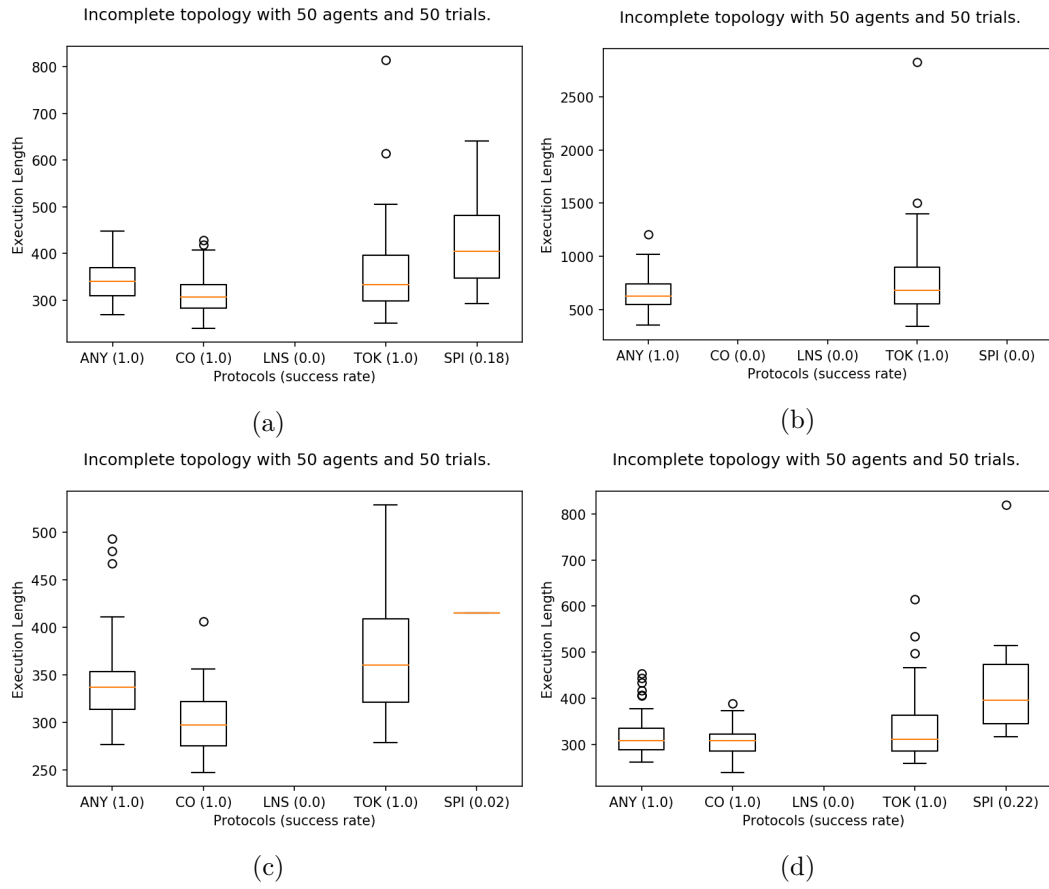 Incomplete topology with 50 agents and 50 trials.
Execution Length
800
700
600
500
400
300
ANY (1.0) CO (1.0) LNS (0.0) TOK (1.0) SPI (0.18)
Protocols (success rate)
(a)
Incomplete topology with 50 agents and 50 trials.
Execution Length
2500
2000
1500
1000
500
ANY (1.0) CO (0.0) LNS (0.0) TOK (1.0) SPI (0.0)
Protocols (success rate)
(b)
Incomplete topology with 50 agents and 50 trials.
Execution Length
500
450
400
350
300
250
ANY (1.0) CO (1.0) LNS (0.0) TOK (1.0) SPI (0.02)
Protocols (success rate)
(c)
Incomplete topology with 50 agents and 50 trials.
Execution Length
800
700
600
500
400
300
ANY (1.0) CO (1.0) LNS (0.0) TOK (1.0) SPI (0.22)
Protocols (success rate)
(d)